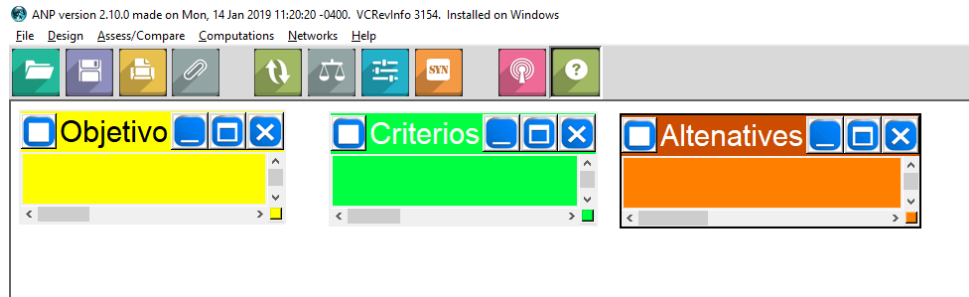 ANP version 2.10.0 made on Mon, 14 Jan 2019 11:20:20 -0400. VCRevInfo 3154. Installed on Windows
File Design Assess/Compare Computations Networks Help
SYN ?
Objetivo Criterios Altenatives